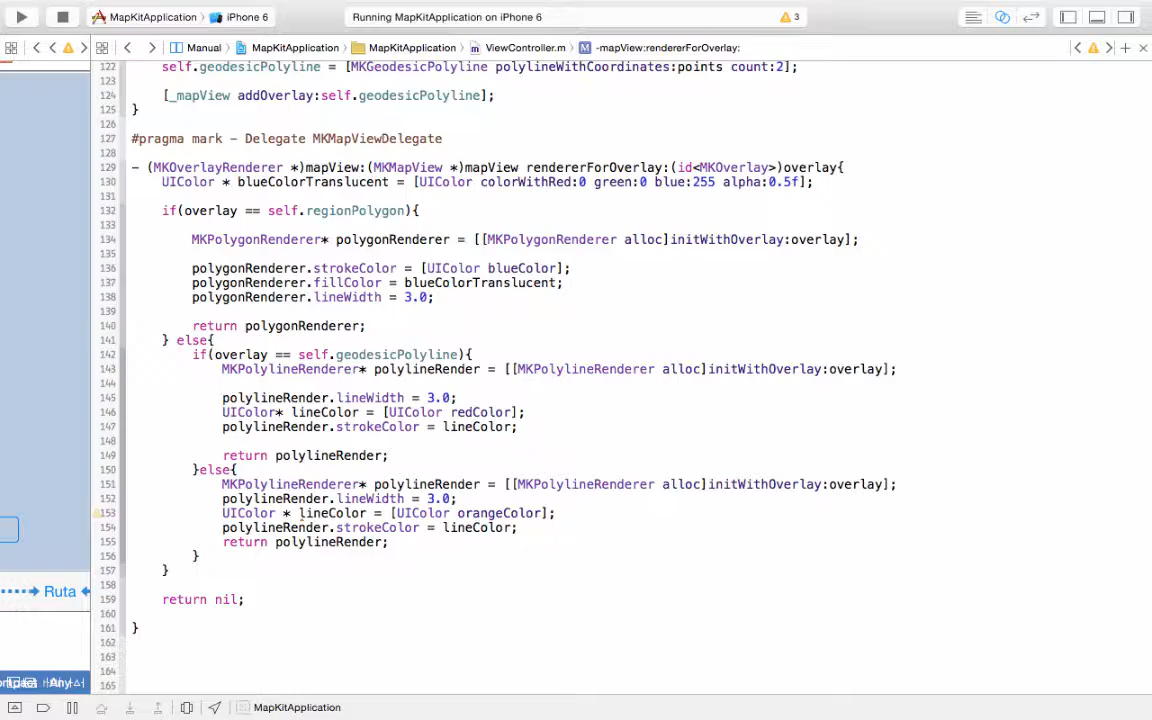 MapKitApplication iPhone 6 Running MapKitApplication on iPhone 6 3
Manual MapKitApplication MapKitApplication ViewController.m -mapView:rendererForOverlay:
122 self.geodesicPolyline = [MKGeodesicPolyline polylineWithCoordinates:points count:2];
123
124 [_mapView addOverlay:self.geodesicPolyline];
125 }
126
127 #pragma mark - Delegate MKMapViewDelegate
128
129 - (MKOverlayRenderer *)mapView:(MKMapView *)mapView rendererForOverlay:(id<MKOverlay>)overlay{
130 UIColor * blueColorTranslucent = [UIColor colorWithRed:0 green:0 blue:255 alpha:0.5f];
131
132 if(overlay == self.regionPolygon){
133
134 MKPolygonRenderer* polygonRenderer = [[MKPolygonRenderer alloc]initWithOverlay:overlay];
135
136 polygonRenderer.strokeColor = [UIColor blueColor];
137 polygonRenderer.fillColor = blueColorTranslucent;
138 polygonRenderer.lineWidth = 3.0;
139
140 return polygonRenderer;
141 } else{
142 if(overlay == self.geodesicPolyline){
143 MKPolylineRenderer* polylineRender = [[MKPolylineRenderer alloc]initWithOverlay:overlay];
144
145 polylineRender.lineWidth = 3.0;
146 UIColor* lineColor = [UIColor redColor];
147 polylineRender.strokeColor = lineColor;
148
149 return polylineRender;
150 }else{
151 MKPolylineRenderer* polylineRender = [[MKPolylineRenderer alloc]initWithOverlay:overlay];
152 polylineRender.lineWidth = 3.0;
153 UIColor * lineColor = [UIColor orangeColor];
154 polylineRender.strokeColor = lineColor;
155 return polylineRender;
156 }
157 }
158
159 return nil;
160
161 }
162
163
164
165
Ruta
Any
MapKitApplication